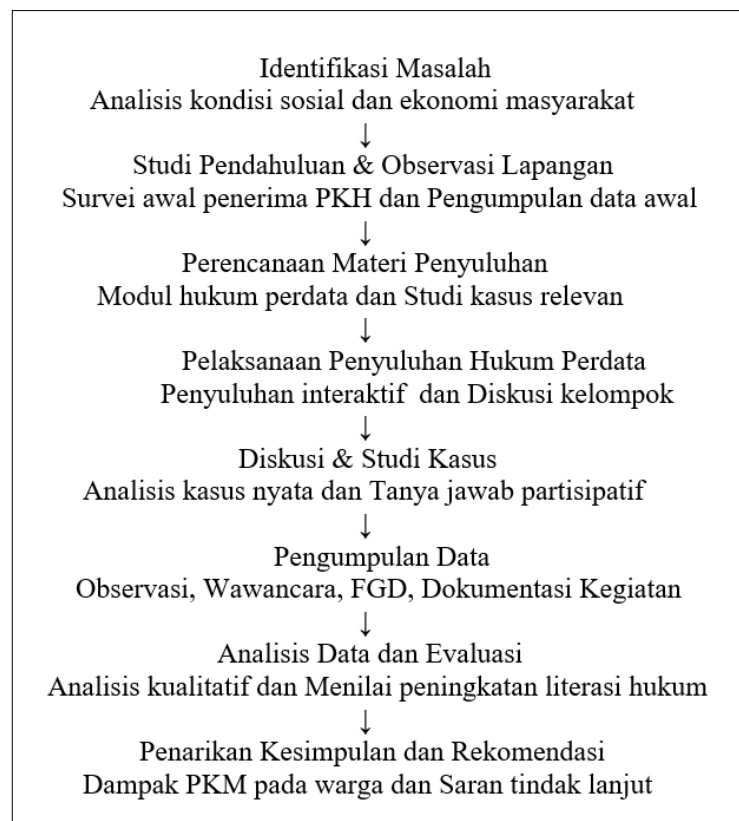 Identifikasi Masalah
Analisis kondisi sosial dan ekonomi masyarakat
↓
Studi Pendahuluan & Observasi Lapangan
Survei awal penerima PKH dan Pengumpulan data awal
↓
Perencanaan Materi Penyuluhan
Modul hukum perdata dan Studi kasus relevan
↓
Pelaksanaan Penyuluhan Hukum Perdata
Penyuluhan interaktif dan Diskusi kelompok
↓
Diskusi & Studi Kasus
Analisis kasus nyata dan Tanya jawab partisipatif
↓
Pengumpulan Data
Observasi, Wawancara, FGD, Dokumentasi Kegiatan
↓
Analisis Data dan Evaluasi
Analisis kualitatif dan Menilai peningkatan literasi hukum
↓
Penarikan Kesimpulan dan Rekomendasi
Dampak PKM pada warga dan Saran tindak lanjut